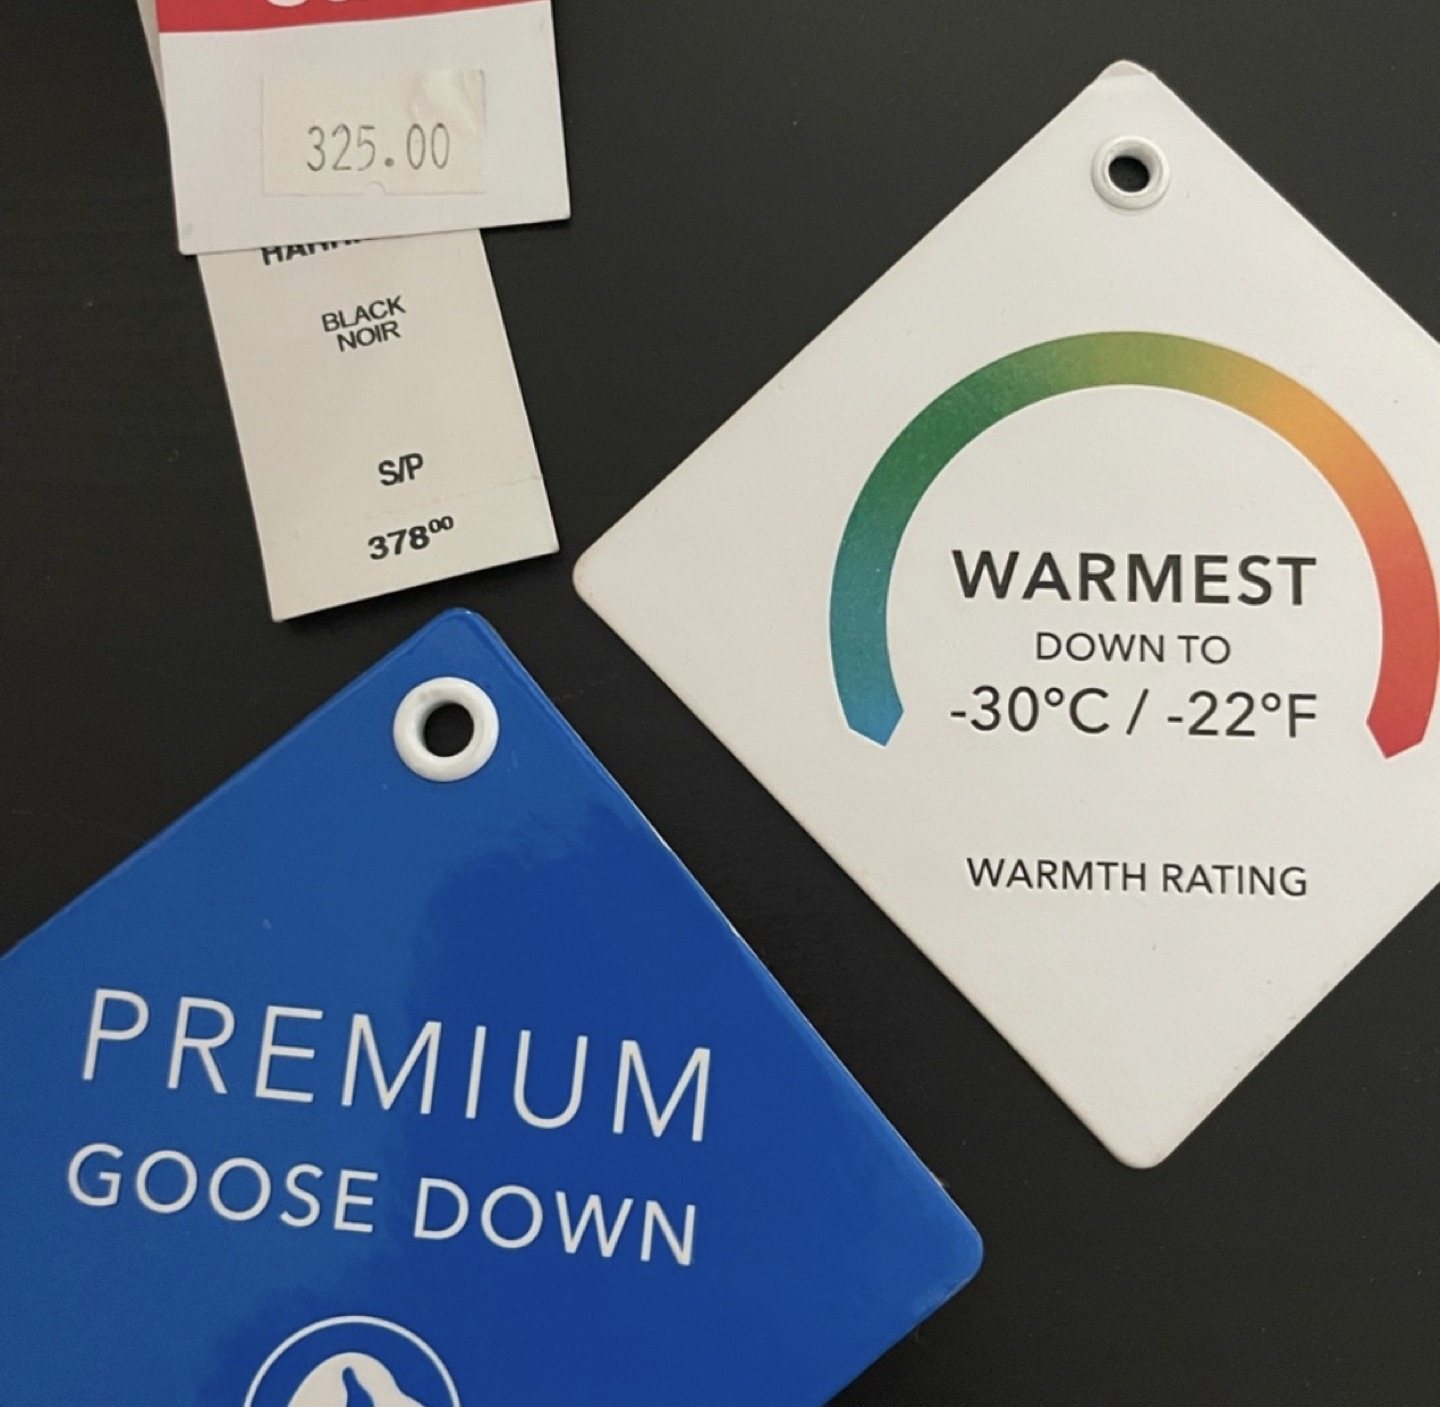 325.00
BLACK
NOIR
S/P
378⁰⁰
WARMEST
DOWN TO
-30°C / -22°F
WARMTH RATING
PREMIUM
GOOSE DOWN